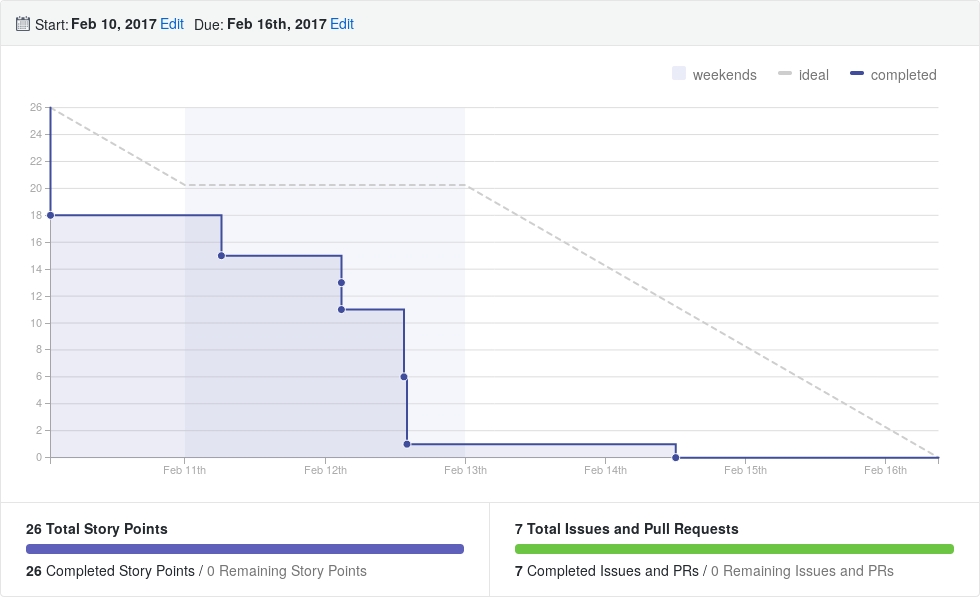 Start: Feb 10, 2017 Edit Due: Feb 16th, 2017 Edit
weekends ideal completed
26
24
22
20
18
16
14
12
10
8
6
4
2
0
Feb 11th Feb 12th Feb 13th Feb 14th Feb 15th Feb 16th
26 Total Story Points
26 Completed Story Points / 0 Remaining Story Points
7 Total Issues and Pull Requests
7 Completed Issues and PRs / 0 Remaining Issues and PRs